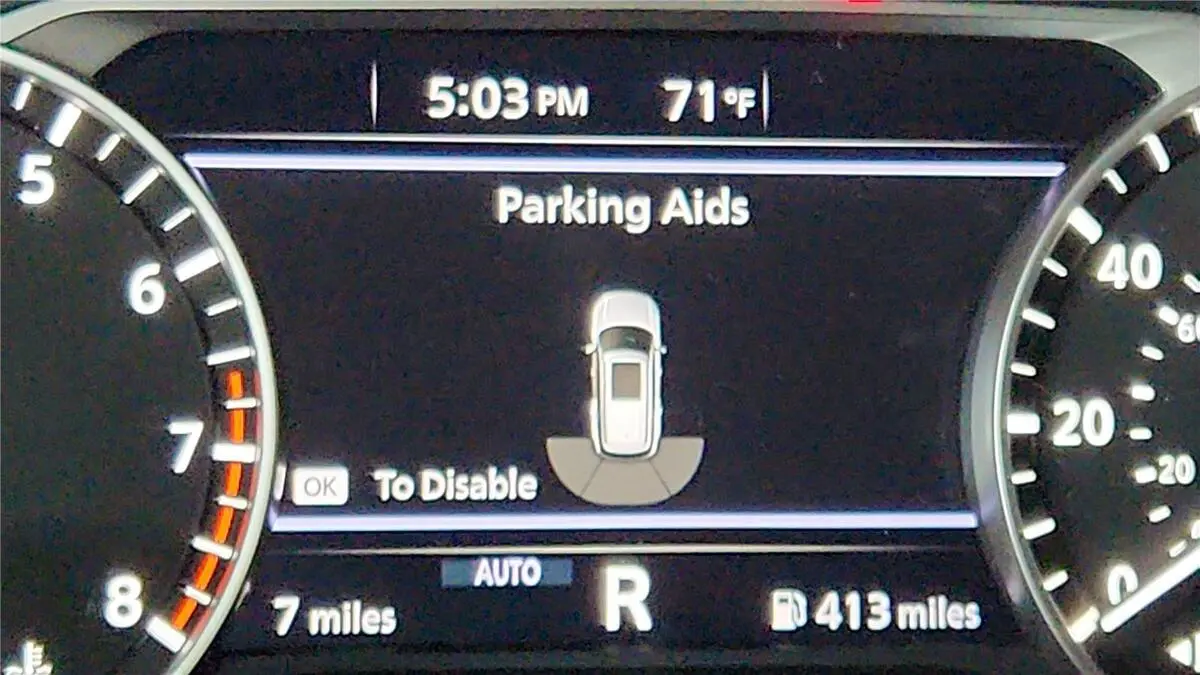 5:03 PM 71°F
Parking Aids
5
6
7
8
40
20
0
20
OK To Disable
AUTO
7 miles R 413 miles